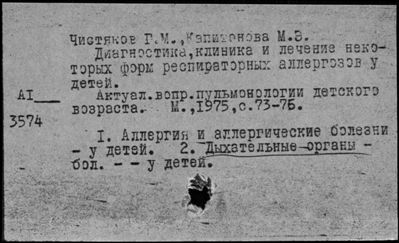 Чистяков Г.М.,Капитонова М.Э.
Диагностика,клиника и лечение неко-
торых форм респираторных аллергозов у
детей.
Актуал.вопр.пульмонологии детского
возраста. М.,1975,с.73-76.
AI
3574
I. Аллергия и аллергические болезни
- у детей. 2. Дыхательные органы -
бол. - - у детей.